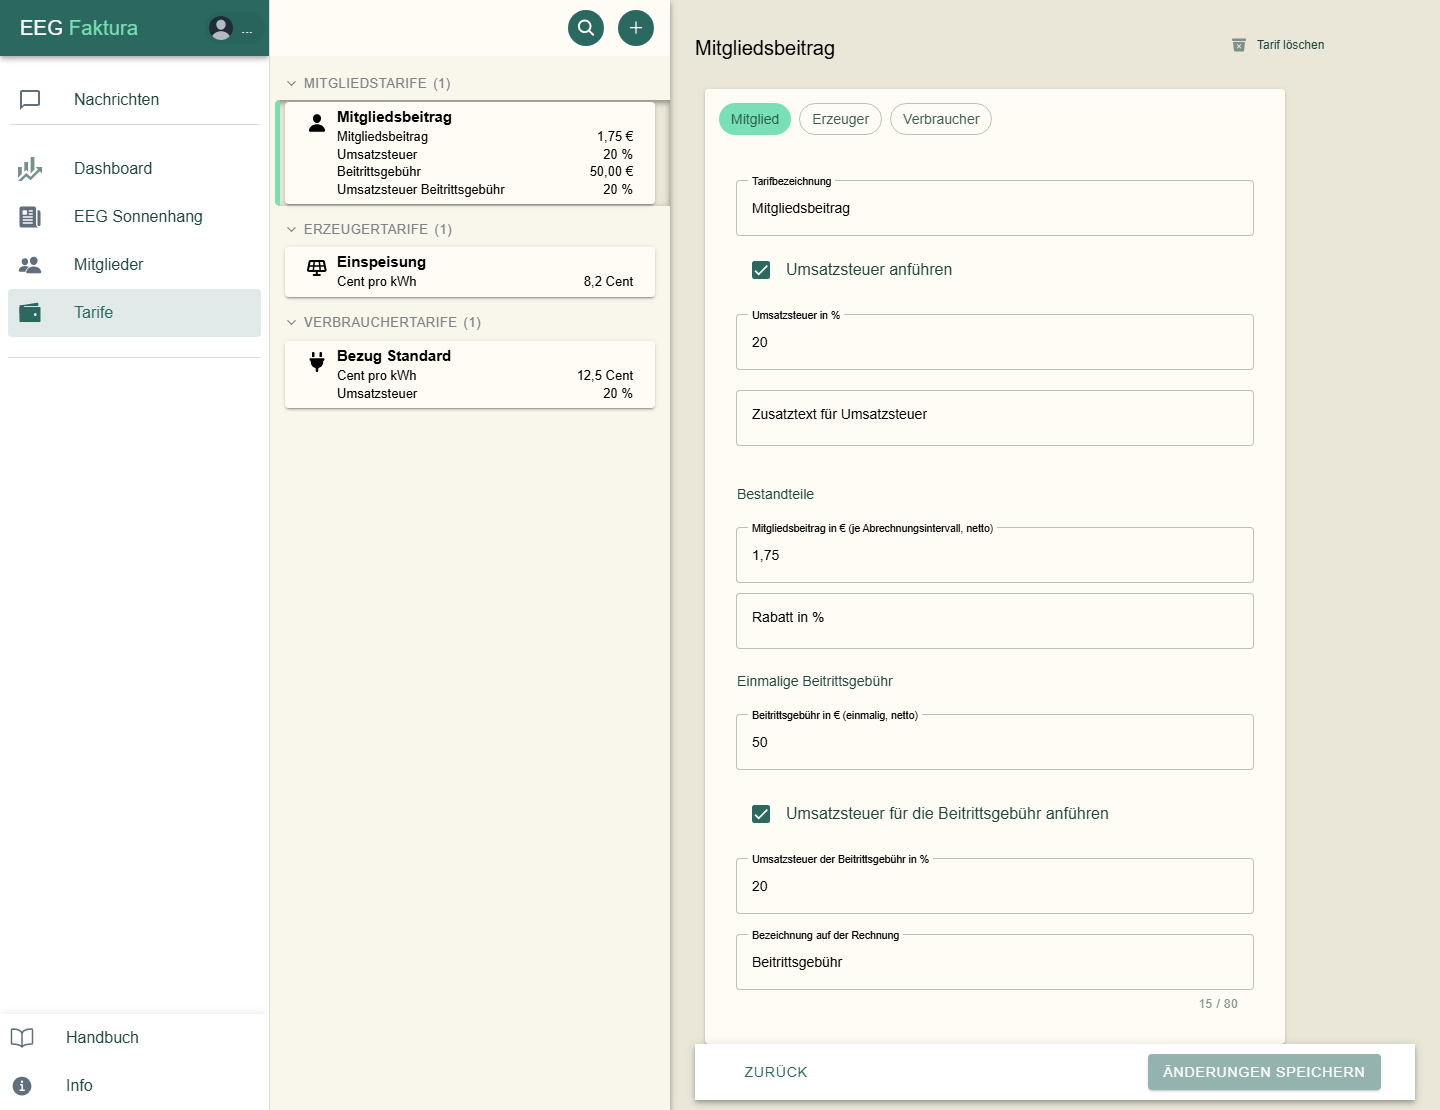 EEG Faktura
...
Nachrichten
Dashboard
EEG Sonnenhang
Mitglieder
Tarife
Handbuch
Info
MITGLIEDSTARIFE (1)
Mitgliedsbeitrag
Mitgliedsbeitrag 1,75 €
Umsatzsteuer 20 %
Beitrittsgebühr 50,00 €
Umsatzsteuer Beitrittsgebühr 20 %
ERZEUGERTARIFE (1)
Einspeisung
Cent pro kWh 8,2 Cent
VERBRAUCHERTARIFE (1)
Bezug Standard
Cent pro kWh 12,5 Cent
Umsatzsteuer 20 %
Mitgliedsbeitrag
Tarif löschen
Mitglied Erzeuger Verbraucher
Tarifbezeichnung
Mitgliedsbeitrag
Umsatzsteuer anführen
Umsatzsteuer in %
20
Zusatztext für Umsatzsteuer
Bestandteile
Mitgliedsbeitrag in € (je Abrechnungsintervall, netto)
1,75
Rabatt in %
Einmalige Beitrittsgebühr
Beitrittsgebühr in € (einmalig, netto)
50
Umsatzsteuer für die Beitrittsgebühr anführen
Umsatzsteuer der Beitrittsgebühr in %
20
Bezeichnung auf der Rechnung
Beitrittsgebühr
15 / 80
ZURÜCK
ÄNDERUNGEN SPEICHERN